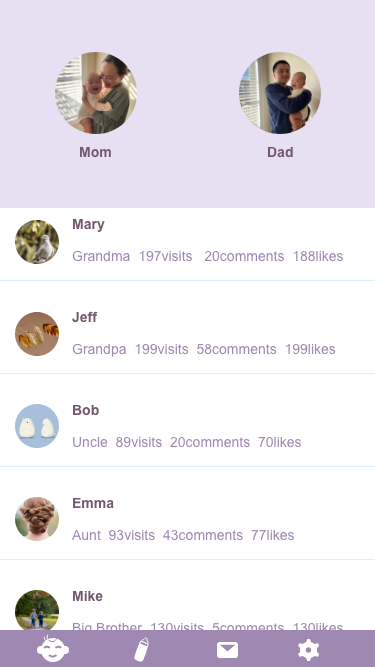 Mom
Dad
Mary
Grandma 197visits 20comments 188likes
Jeff
Grandpa 199visits 58comments 199likes
Bob
Uncle 89visits 20comments 70likes
Emma
Aunt 93visits 43comments 77likes
Mike
Big Brother 130visits 5comments 130likes